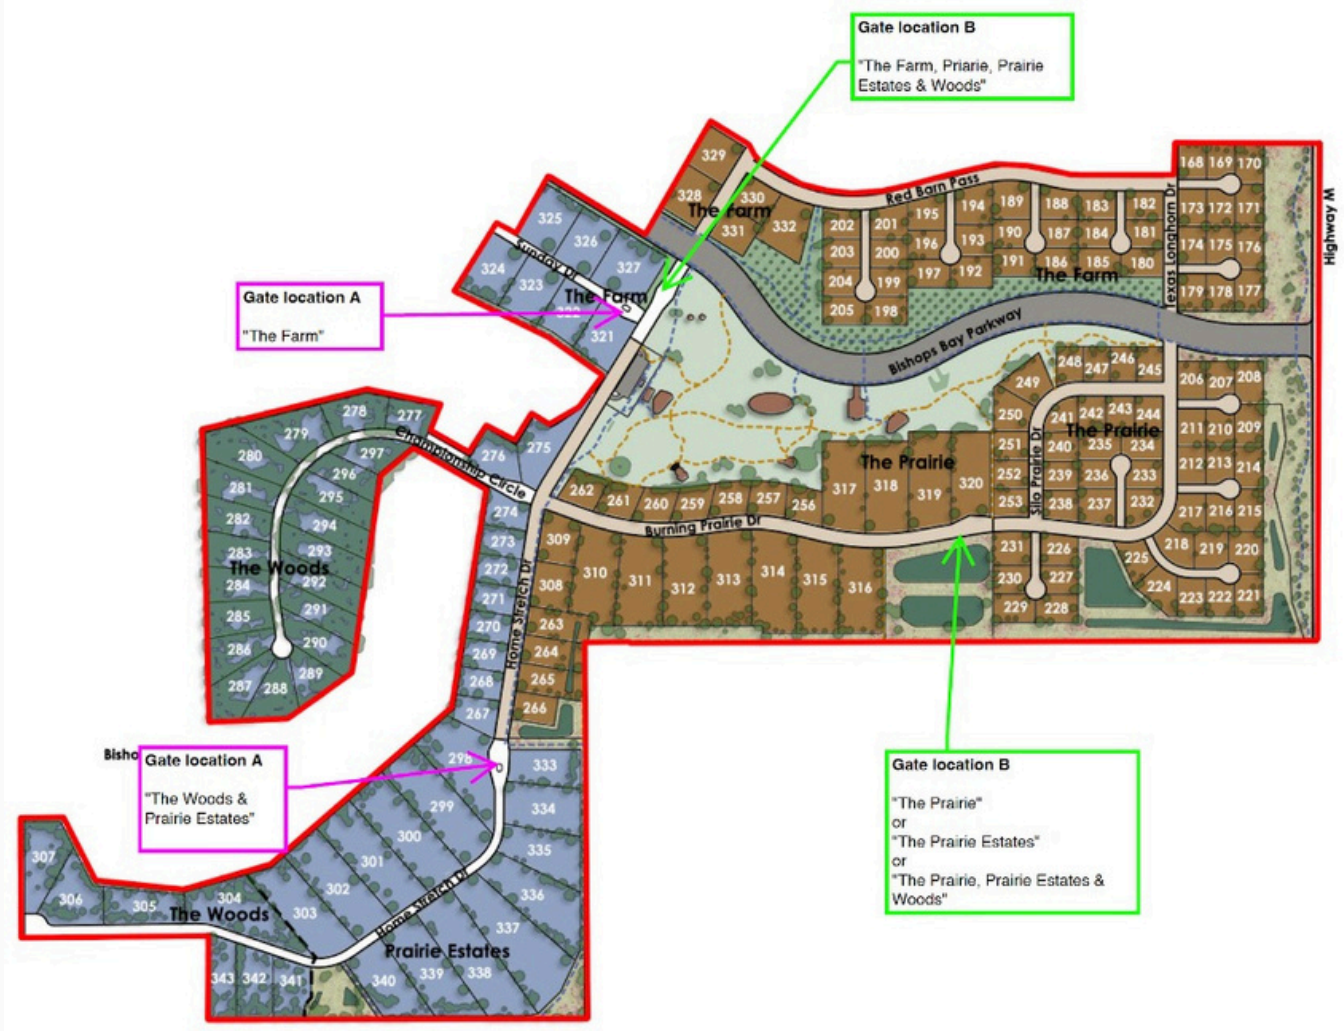 Gate location B
"The Farm, Priarie, Prairie
Estates & Woods"
329
328
330
331
332
The Farm
Red Barn Pass
168 169 170
173 172 171
174 175 176
179 178 177
Texas Longhorn Dr
Highway M
202 201
203 200
204 199
205 198
195 194
196 193
197 192
189 188 183 182
190 187 184 181
191 186 185 180
The Farm
325
326
327
324
323
322
321
Sunday Dr
The Farm
Gate location A
"The Farm"
Bishops Bay Parkway
248 247 246 245
249
250
251
252
253
241 242 243 244
240 235 234
239 236 233
238 237 232
The Prairie
Silo Prairie Dr
206 207 208
211 210 209
212 213 214
217 216 215
218 219 220
225
224 223 222 221
231 226
230 227
229 228
The Prairie
317 318 319 320
262 261 260 259 258 257 256
Burning Prairie Dr
309
308
310 311 312 313 314 315 316
263
264
265
266
Home Stretch Dr
278 277
279
280
297
296
295
281
282
294
283
293
The Woods
284
292
285
291
286
290
287 288 289
Championship Circle
276 275
274
273
272
271
270
269
268
267
Bisho
Gate location A
"The Woods &
Prairie Estates"
298
299
300
301
302
303
333
334
335
336
337
338
339
340
Home Stretch Dr
Prairie Estates
307
306
305
304
The Woods
343 342 341
Gate location B
"The Prairie"
or
"The Prairie Estates"
or
"The Prairie, Prairie Estates &
Woods"